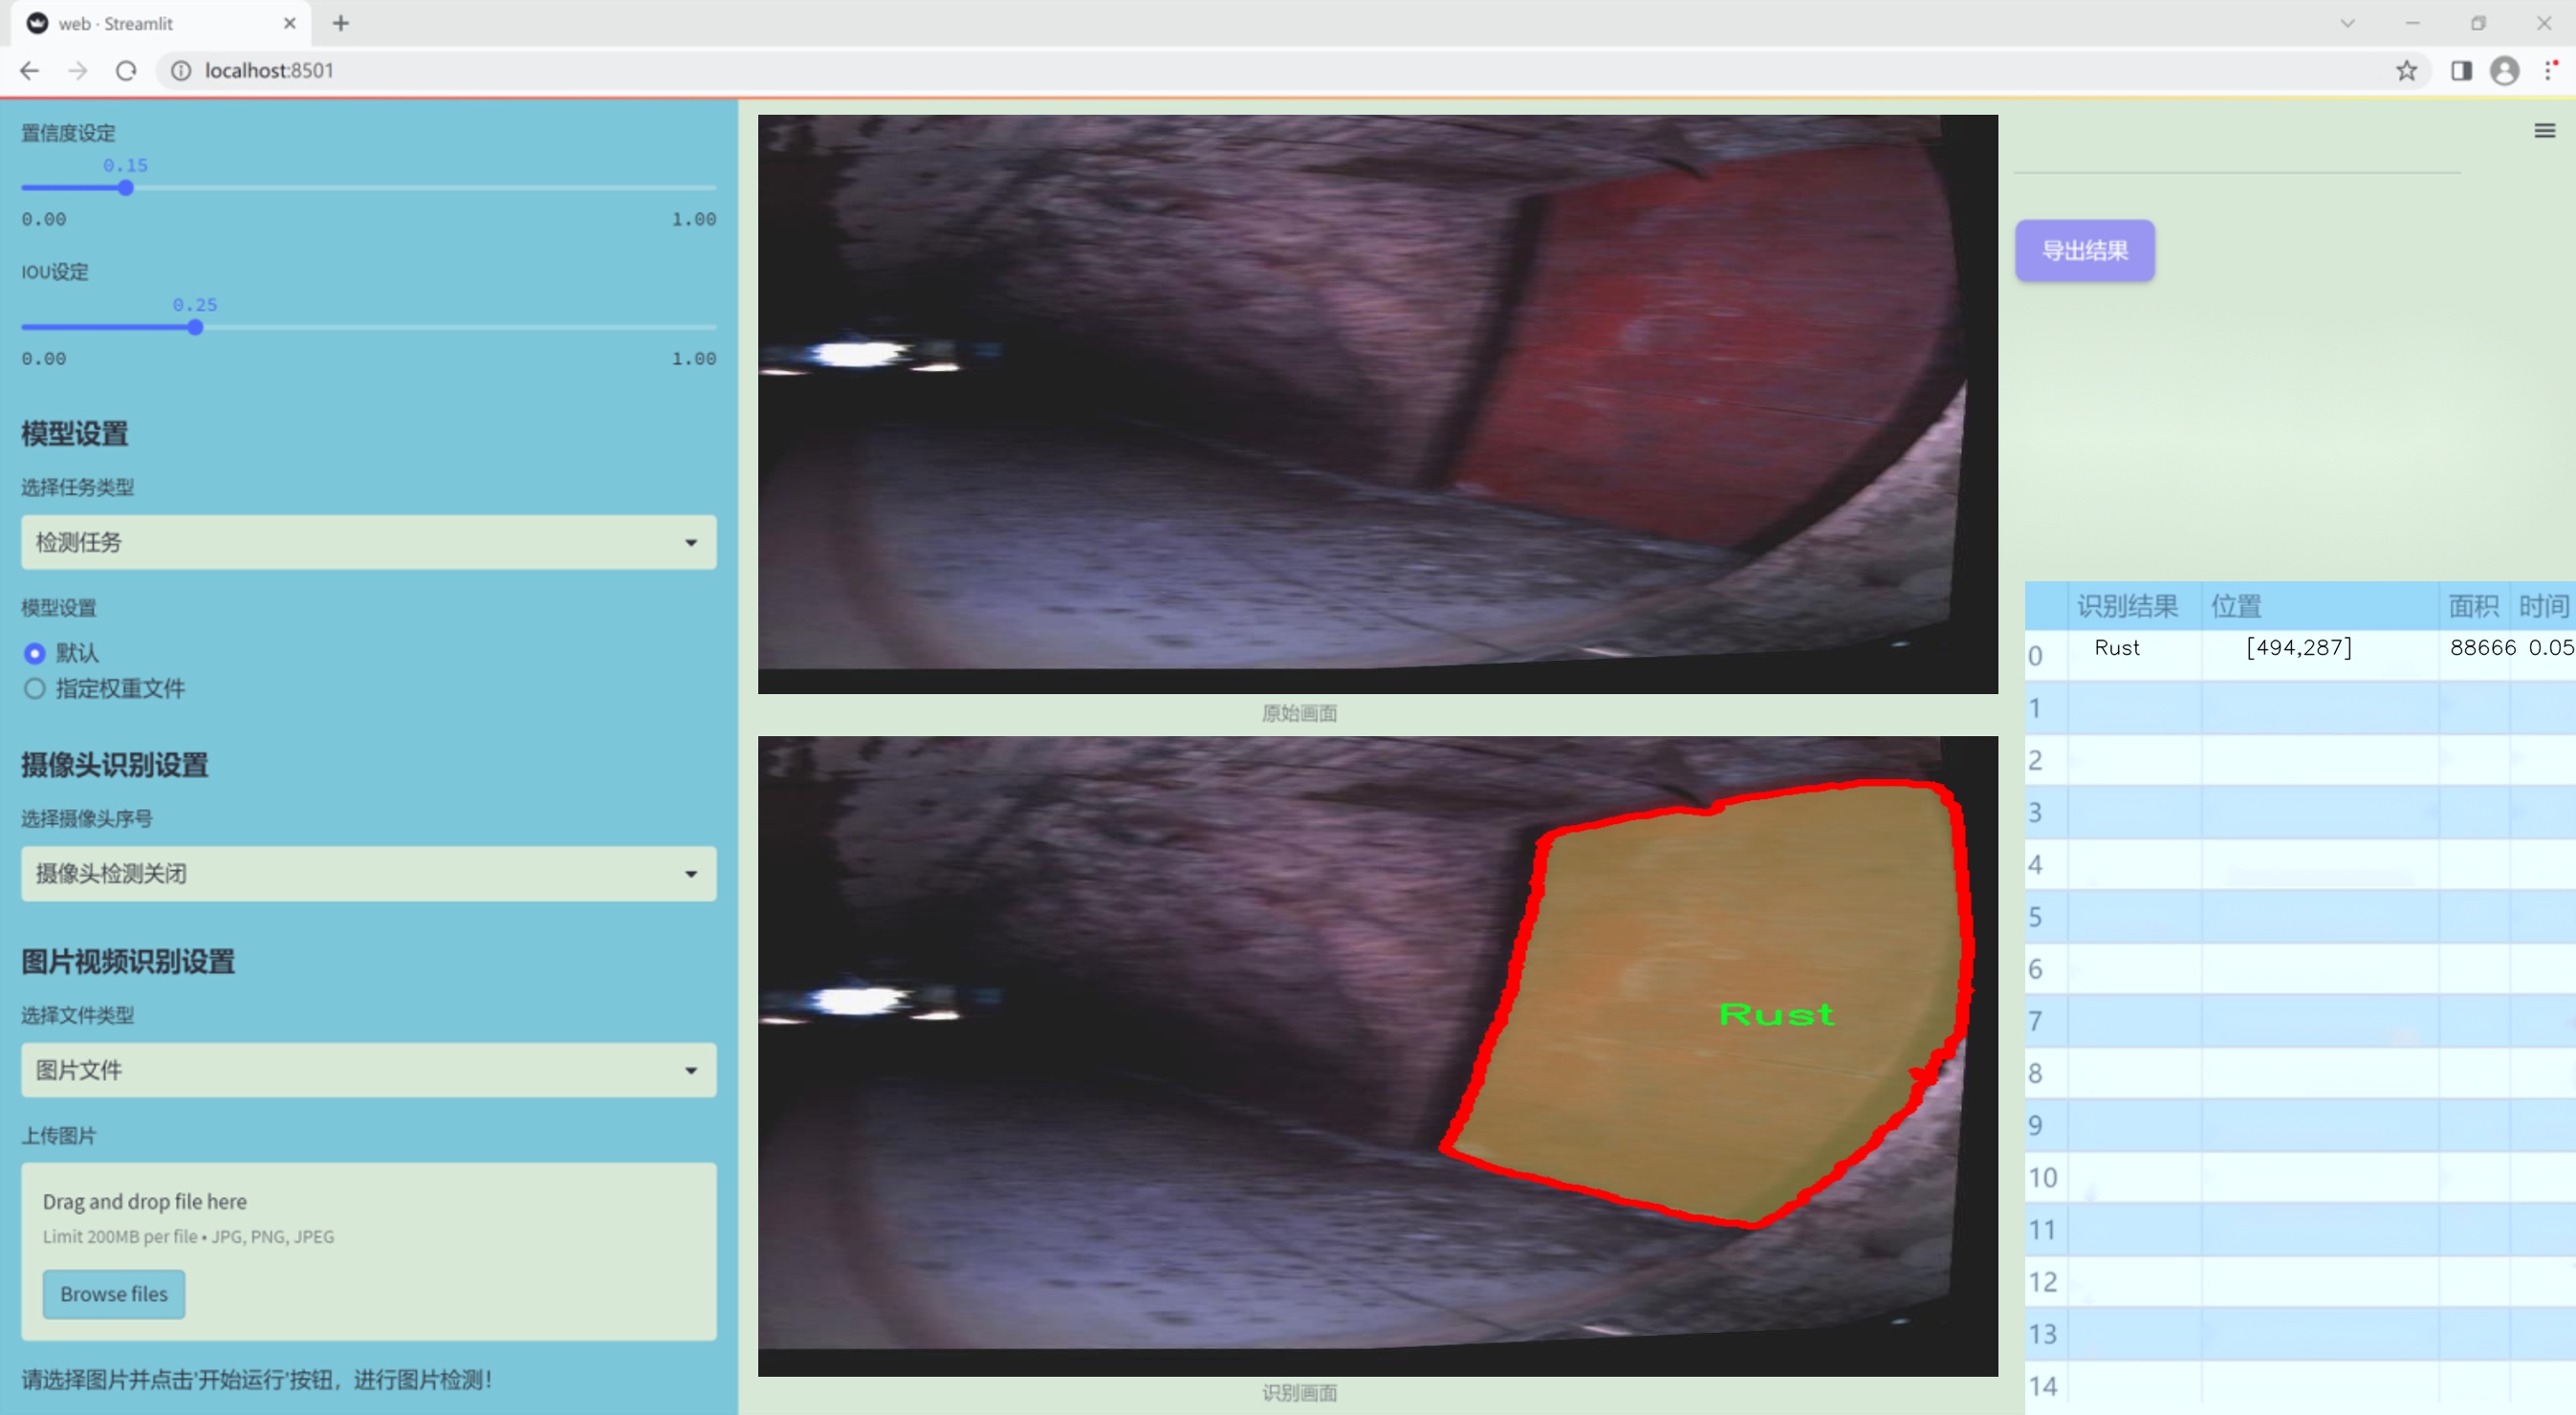 web · Streamlit
localhost:8501
置信度设定
0.15
0.00 1.00
IOU设定
0.25
0.00 1.00
模型设置
选择任务类型
检测任务
模型设置
默认
指定权重文件
摄像头识别设置
选择摄像头序号
摄像头检测关闭
图片视频识别设置
选择文件类型
图片文件
上传图片
Drag and drop file here
Limit 200MB per file • JPG, PNG, JPEG
Browse files
请选择图片并点击'开始运行'按钮，进行图片检测!
原始画面
Rust
识别画面
导出结果
识别结果 位置 面积 时间
0 Rust [494,287] 88666 0.05
1
2
3
4
5
6
7
8
9
10
11
12
13
14